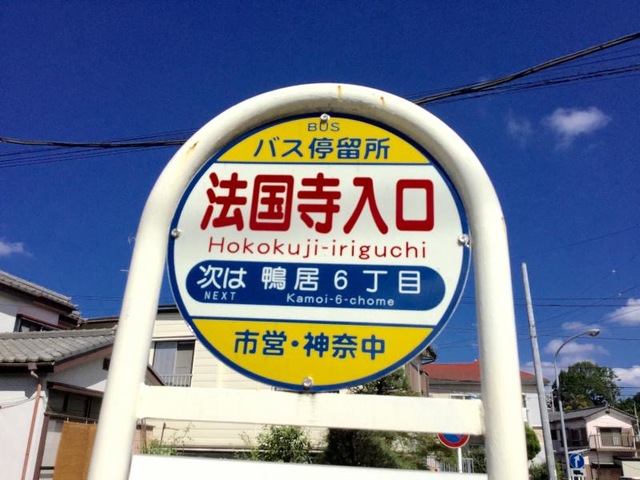 BUS
バス停留所
法国寺入口
Hokokuji-iriguchi
次は 鴨居6丁目
NEXT Kamoi-6-chome
市営・神奈中